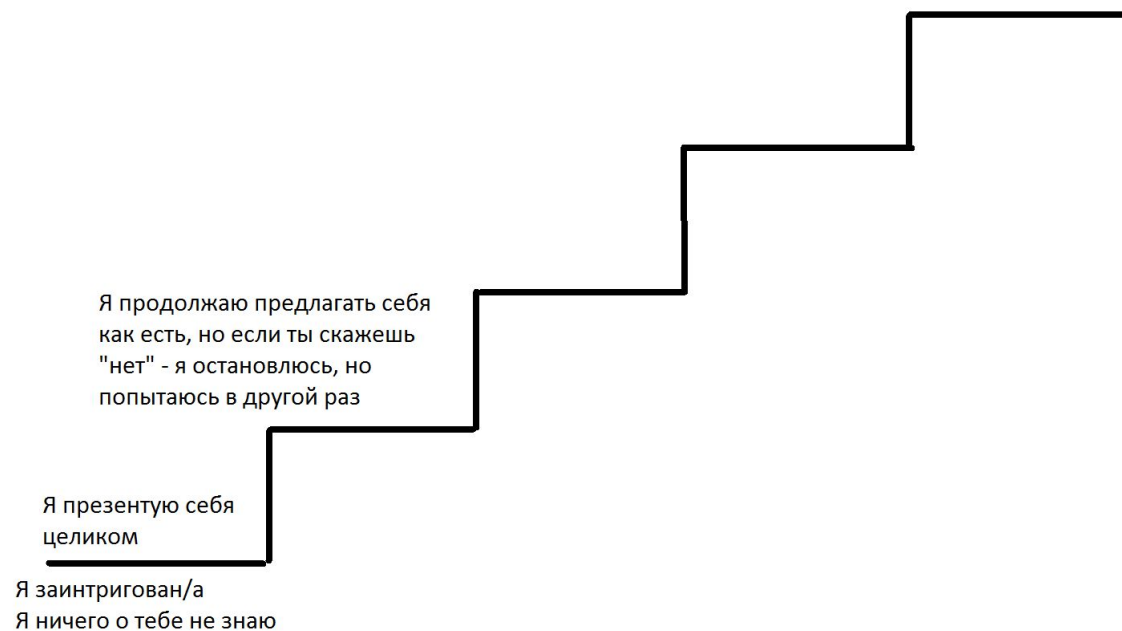 Я продолжаю предлагать себя
как есть, но если ты скажешь
"нет" - я остановлюсь, но
попытаюсь в другой раз
Я презентую себя
целиком
Я заинтригован/а
Я ничего о тебе не знаю